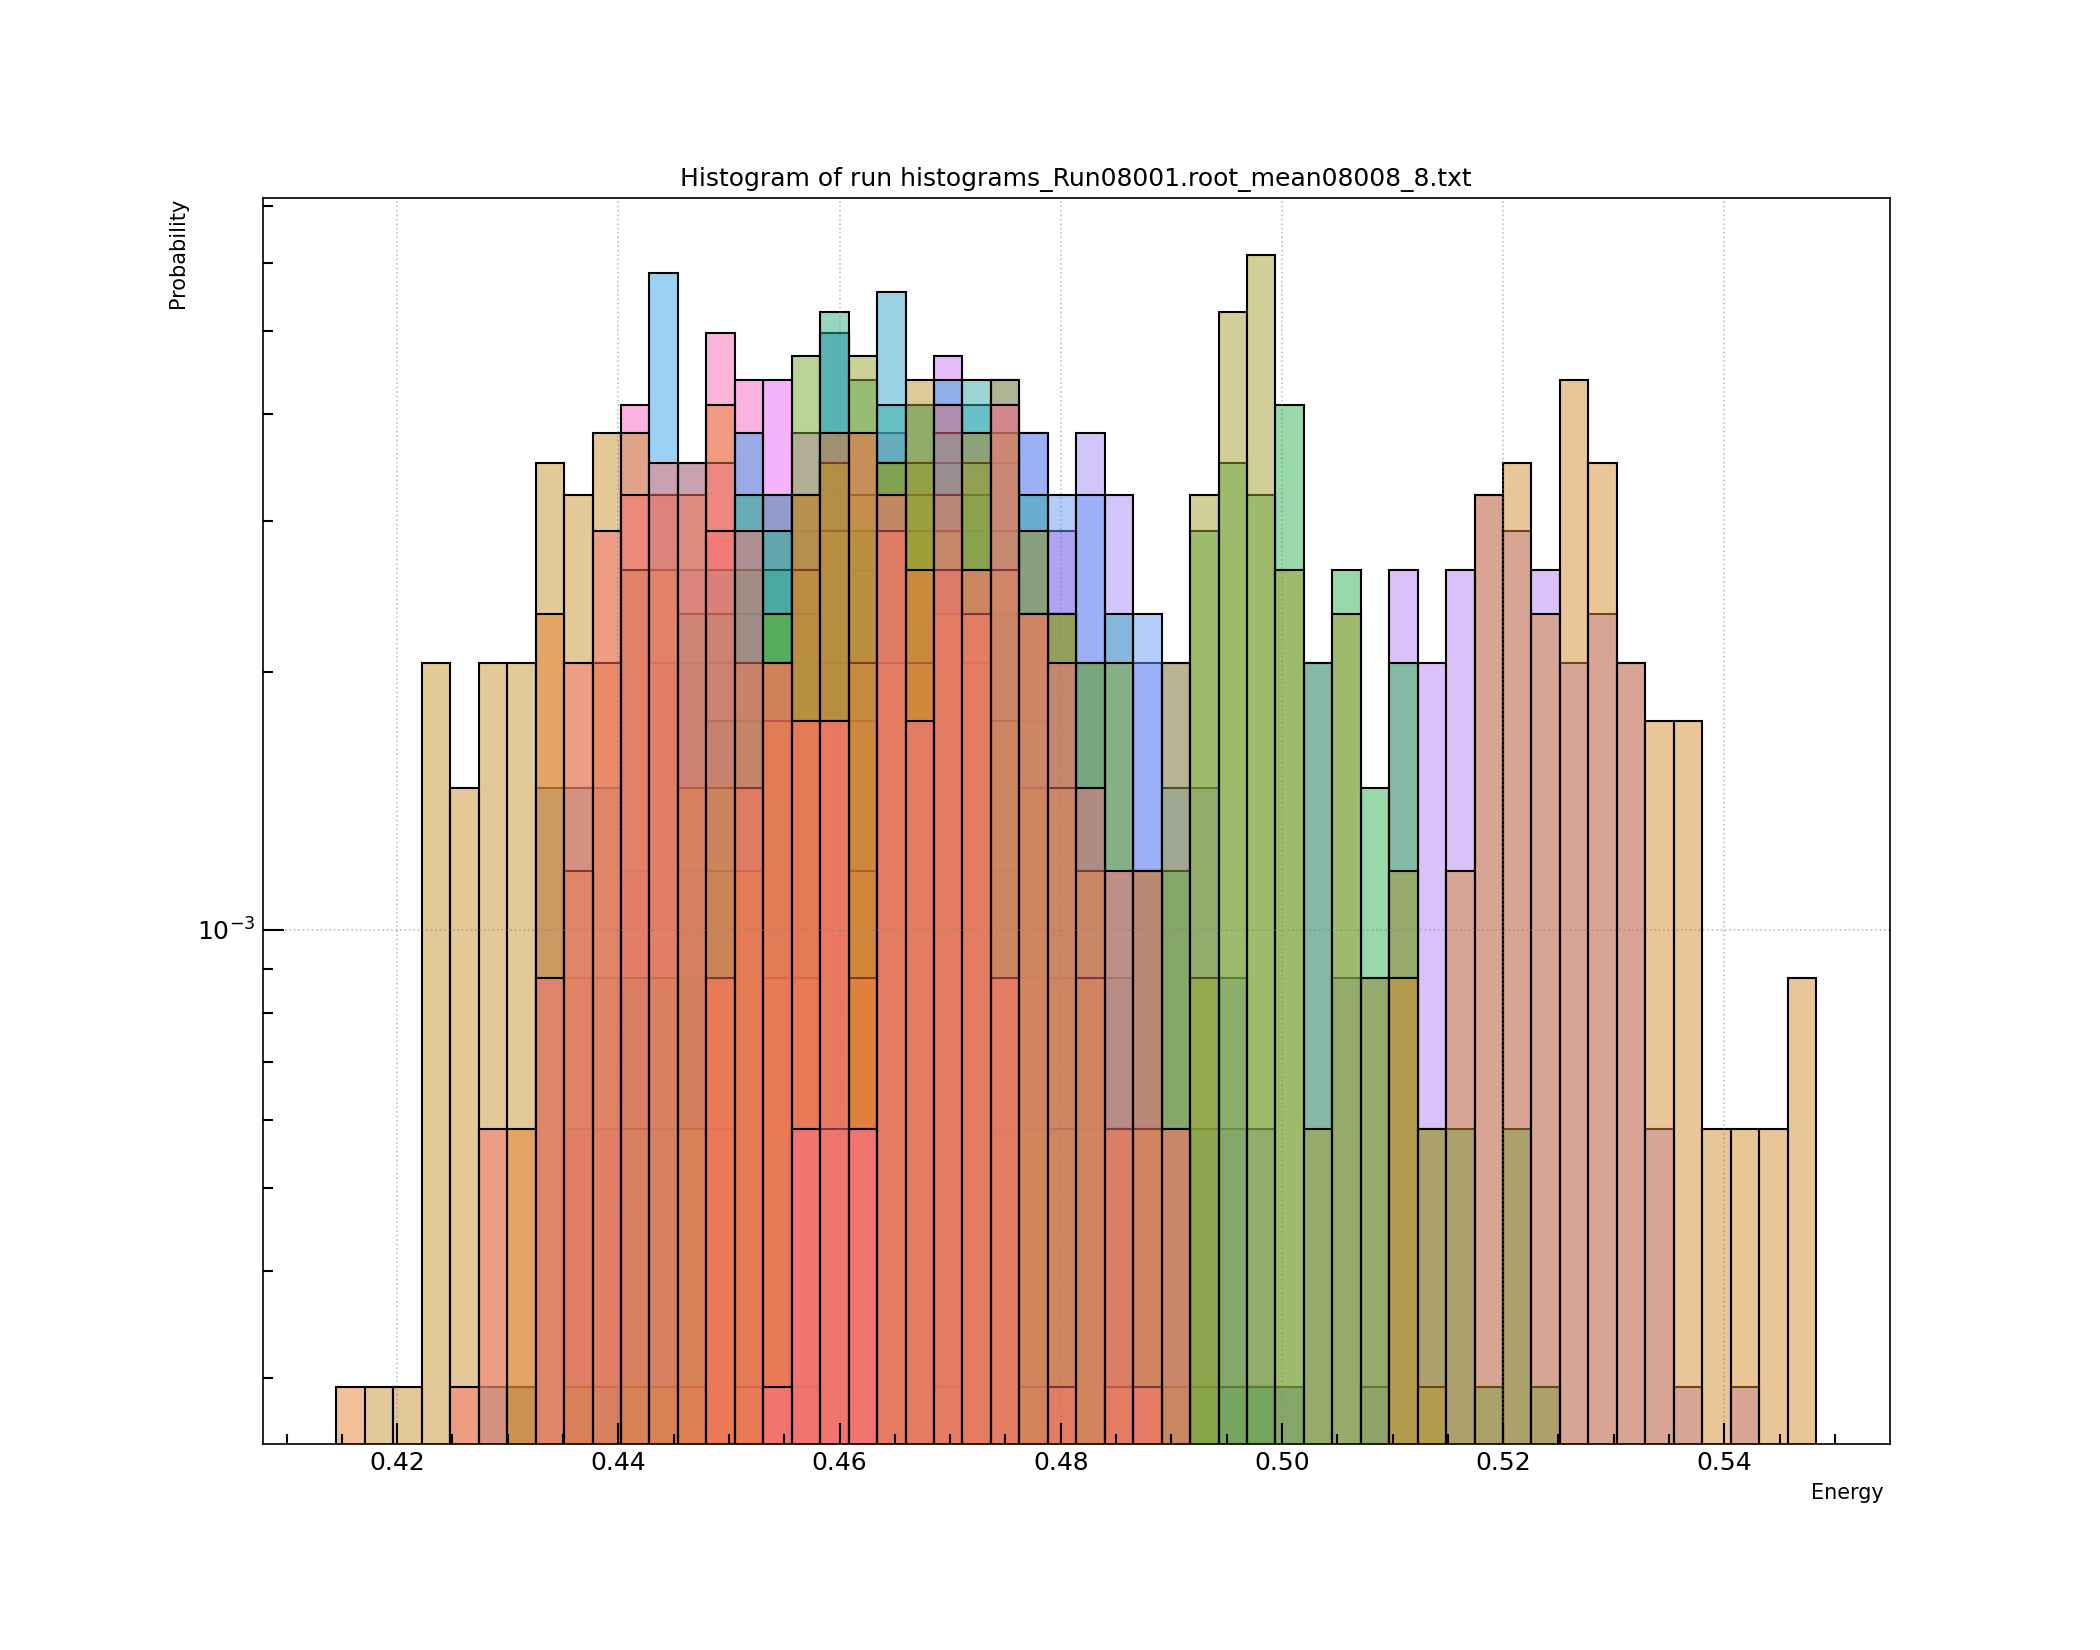 Histogram of run histograms_Run08001.root_mean08008_8.txt
Probability
10⁻³
0.42 0.44 0.46 0.48 0.50 0.52 0.54
Energy